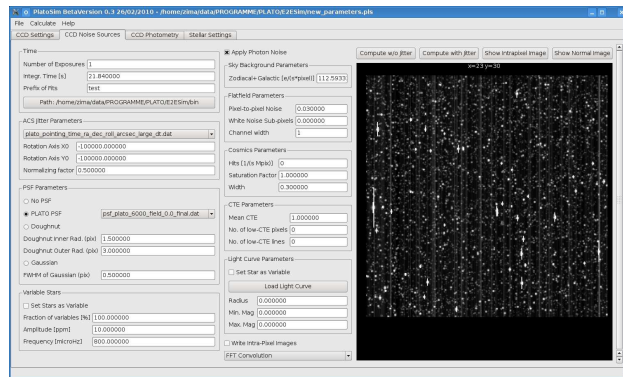 PlatoSim BetaVersion 0.3 26/02/2010 - /home/zima/data/PROGRAMME/PLATO/E2ESim/new_parameters.pls
File Calculate Help
CCD Settings CCD Noise Sources CCD Photometry Stellar Settings
Time
Number of Exposures 1
Integr. Time [s] 21.840000
Prefix of Fits test
Path: /home/zima/data/PROGRAMME/PLATO/E2ESim/bin
ACS Jitter Parameters
plato_pointing_time_ra_dec_roll_arcsec_large_dt.dat
Rotation Axis X0 -100000.000000
Rotation Axis Y0 -100000.000000
Normalizing factor 0.500000
PSF Parameters
No PSF
PLATO PSF psf_plato_6000_field_0.0_final.dat
Doughnut
Doughnut Inner Rad. (pix) 1.500000
Doughnut Outer Rad. (pix) 3.000000
Gaussian
FWHM of Gaussian (pix) 0.500000
Variable Stars
Set Stars as Variable
Fraction of variables [%] 100.000000
Amplitude [ppm] 10.000000
Frequency [microHz] 800.000000
Apply Photon Noise
Sky Background Parameters
Zodiacal+Galactic [e/(s*pixel)] 112.5933
Flatfield Parameters
Pixel-to-pixel Noise 0.030000
White Noise Sub-pixels 0.000000
Channel width 1
Cosmics Parameters
Hits [1/(s Mpix)] 0
Saturation Factor 1.000000
Width 0.300000
CTE Parameters
Mean CTE 1.000000
No. of low-CTE pixels 0
No. of low-CTE lines 0
Light Curve Parameters
Set Star as Variable
Load Light Curve
Radius 0.000000
Min. Mag 0.000000
Max. Mag 0.000000
Write Intra-Pixel Images
FFT Convolution
Compute w/o Jitter Compute with Jitter Show Intrapixel Image Show Normal Image
x=23 y=30